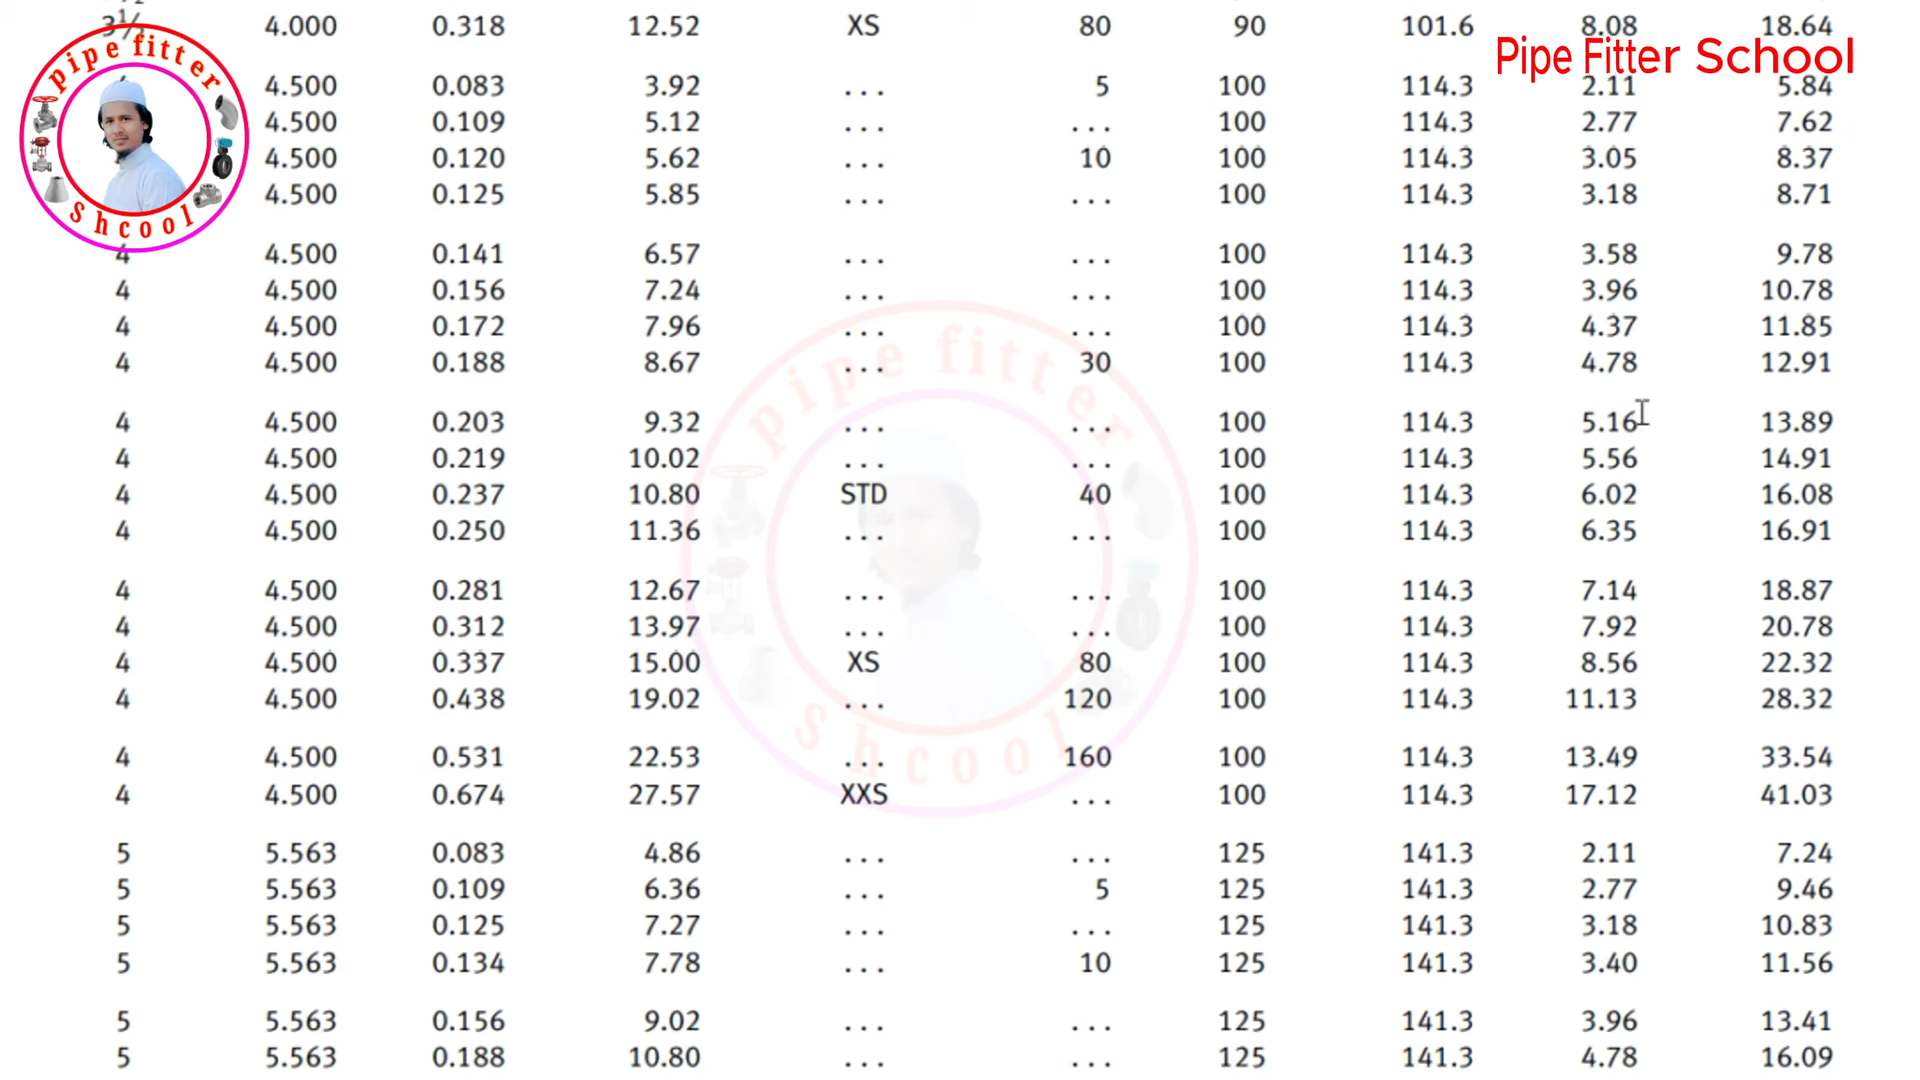 3½ 4.000 0.318 12.52 XS 80 90 101.6 8.08 18.64
Pipe Fitter School
pipe fitter
Shcool
4.500 0.083 3.92 ... 5 100 114.3 2.11 5.84
4.500 0.109 5.12 ... ... 100 114.3 2.77 7.62
4.500 0.120 5.62 ... 10 100 114.3 3.05 8.37
4.500 0.125 5.85 ... ... 100 114.3 3.18 8.71
4 4.500 0.141 6.57 ... ... 100 114.3 3.58 9.78
4 4.500 0.156 7.24 ... ... 100 114.3 3.96 10.78
4 4.500 0.172 7.96 ... ... 100 114.3 4.37 11.85
4 4.500 0.188 8.67 ... 30 100 114.3 4.78 12.91
pipe fitter
4 4.500 0.203 9.32 ... ... 100 114.3 5.16 13.89
4 4.500 0.219 10.02 ... ... 100 114.3 5.56 14.91
4 4.500 0.237 10.80 STD 40 100 114.3 6.02 16.08
4 4.500 0.250 11.36 ... ... 100 114.3 6.35 16.91
4 4.500 0.281 12.67 ... ... 100 114.3 7.14 18.87
4 4.500 0.312 13.97 ... ... 100 114.3 7.92 20.78
4 4.500 0.337 15.00 XS 80 100 114.3 8.56 22.32
4 4.500 0.438 19.02 ... 120 100 114.3 11.13 28.32
Shcool
4 4.500 0.531 22.53 ... 160 100 114.3 13.49 33.54
4 4.500 0.674 27.57 XXS ... 100 114.3 17.12 41.03
5 5.563 0.083 4.86 ... ... 125 141.3 2.11 7.24
5 5.563 0.109 6.36 ... 5 125 141.3 2.77 9.46
5 5.563 0.125 7.27 ... ... 125 141.3 3.18 10.83
5 5.563 0.134 7.78 ... 10 125 141.3 3.40 11.56
5 5.563 0.156 9.02 ... ... 125 141.3 3.96 13.41
5 5.563 0.188 10.80 ... ... 125 141.3 4.78 16.09